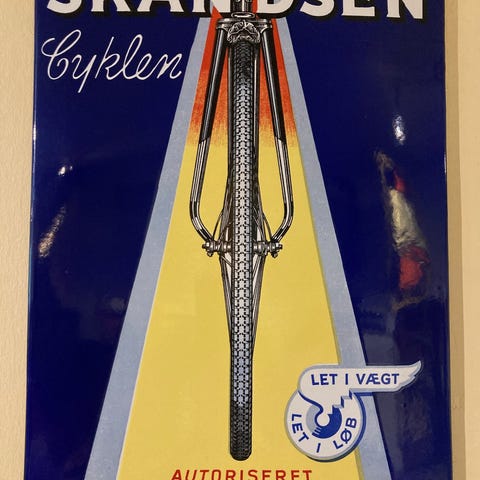 SKANDSEN
Cyklen
LET I VÆGT
LET I LØB
AUTORISERET